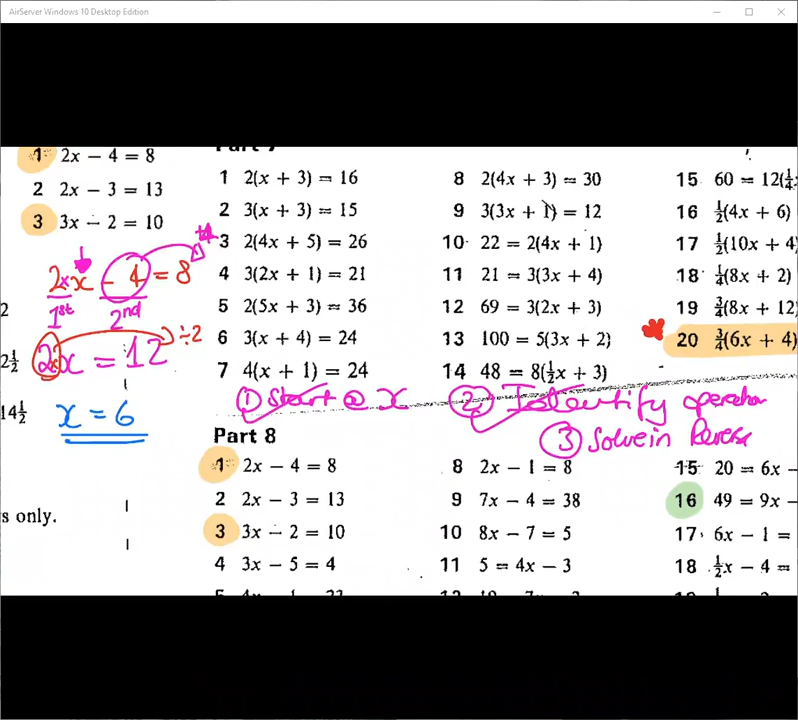 AirServer Windows 10 Desktop Edition
1 2x − 4 = 8
2 2x − 3 = 13
3 3x − 2 = 10
2 × x − 4 = 8 +4
1st 2nd
2 × x = 12 ÷2
x = 6
2
2½
14½
s only.
1 2(x + 3) = 16
2 3(x + 3) = 15
3 2(4x + 5) = 26
4 3(2x + 1) = 21
5 2(5x + 3) = 36
6 3(x + 4) = 24
7 4(x + 1) = 24
8 2(4x + 3) = 30
9 3(3x + 1) = 12
10 22 = 2(4x + 1)
11 21 = 3(3x + 4)
12 69 = 3(2x + 3)
13 100 = 5(3x + 2)
14 48 = 8(½x + 3)
15 60 = 12(¼x
16 ½(4x + 6)
17 ½(10x + 4)
18 ¼(8x + 2)
19 ¾(8x + 12)
20 ¾(6x + 4)
① Start @ x ② Identify operation
③ Solve in Reverse
Part 8
1 2x − 4 = 8
2 2x − 3 = 13
3 3x − 2 = 10
4 3x − 5 = 4
8 2x − 1 = 8
9 7x − 4 = 38
10 8x − 7 = 5
11 5 = 4x − 3
15 20 = 6x −
16 49 = 9x −
17 6x − 1 =
18 ½x − 4 =